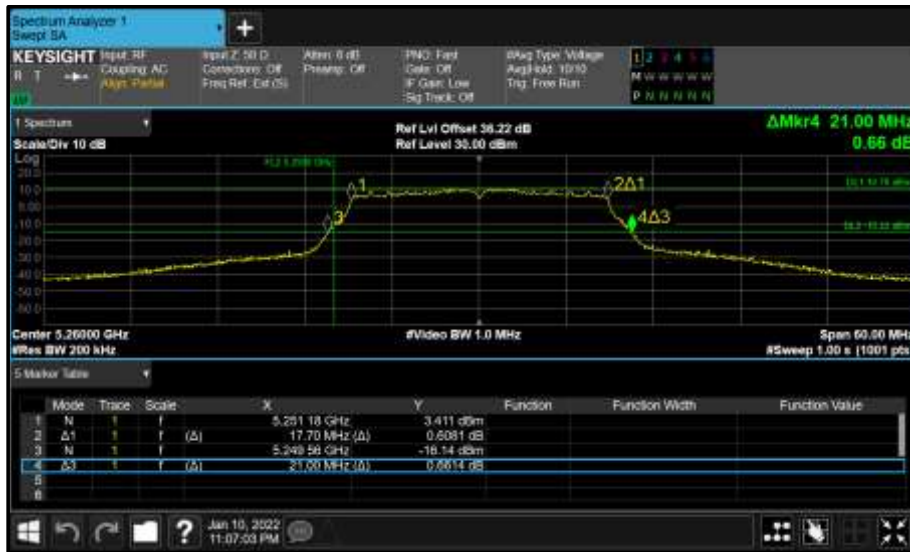 Spectrum Analyzer 1
Swept SA
+
KEYSIGHT Input: RF
R T Coupling: AC
Align: Partial
Input Z: 50 Ω
Corrections: Off
Freq Ref: Ext (S)
Atten: 6 dB
Preamp: Off
PNO: Fast
Gate: Off
IF Gain: Low
Sig Track: Off
#Avg Type: Voltage
Avg|Hold: 10/10
Trig: Free Run
1 2 3 4 5 6
M W W W W W W
P N N N N N N
1 Spectrum
Scale/Div 10 dB
Ref Lvl Offset 36.22 dB
Ref Level 30.00 dBm
ΔMkr4 21.00 MHz
0.66 dB
Log
20.0
10.0
0.00
-10.0
-20.0
-30.0
-40.0
-50.0
1
2Δ1
3
4Δ3
Center 5.26000 GHz
#Res BW 200 kHz
#Video BW 1.0 MHz
Span 60.00 MHz
#Sweep 1.00 s (1001 pts
5 Marker Table
Mode Trace Scale X Y Function Function Width Function Value
1 N 1 f 5.251 18 GHz 3.411 dBm
2 Δ1 1 f (Δ) 17.70 MHz (Δ) 0.6081 dB
3 N 1 f 5.249 56 GHz -16.14 dBm
4 Δ3 1 f (Δ) 21.00 MHz (Δ) 0.6614 dB
5
6
?
Jan 10, 2022
11:07:03 PM